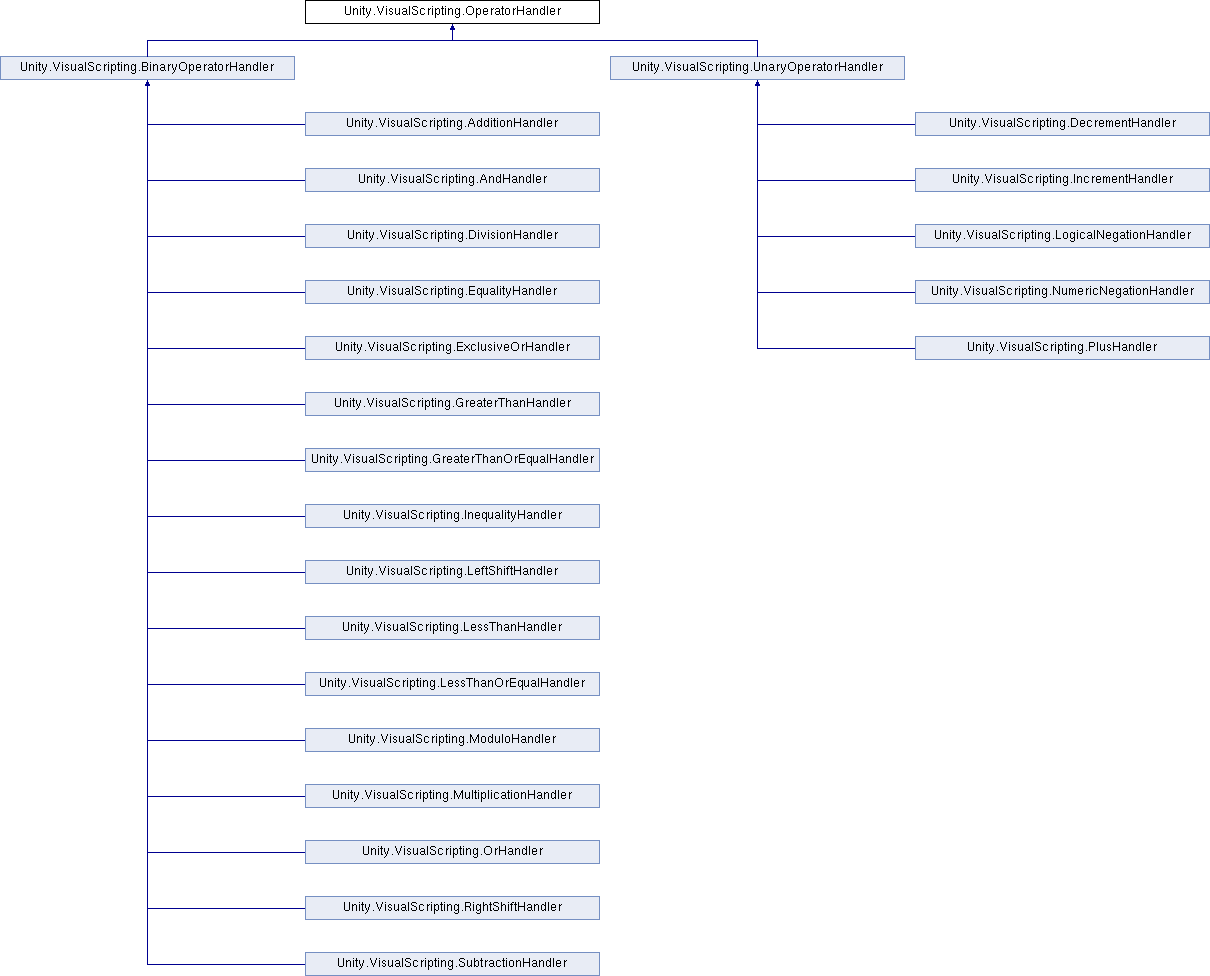 Unity.VisualScripting.OperatorHandler
Unity.VisualScripting.BinaryOperatorHandler
Unity.VisualScripting.UnaryOperatorHandler
Unity.VisualScripting.AdditionHandler
Unity.VisualScripting.DecrementHandler
Unity.VisualScripting.AndHandler
Unity.VisualScripting.IncrementHandler
Unity.VisualScripting.DivisionHandler
Unity.VisualScripting.LogicalNegationHandler
Unity.VisualScripting.EqualityHandler
Unity.VisualScripting.NumericNegationHandler
Unity.VisualScripting.ExclusiveOrHandler
Unity.VisualScripting.PlusHandler
Unity.VisualScripting.GreaterThanHandler
Unity.VisualScripting.GreaterThanOrEqualHandler
Unity.VisualScripting.InequalityHandler
Unity.VisualScripting.LeftShiftHandler
Unity.VisualScripting.LessThanHandler
Unity.VisualScripting.LessThanOrEqualHandler
Unity.VisualScripting.ModuloHandler
Unity.VisualScripting.MultiplicationHandler
Unity.VisualScripting.OrHandler
Unity.VisualScripting.RightShiftHandler
Unity.VisualScripting.SubtractionHandler